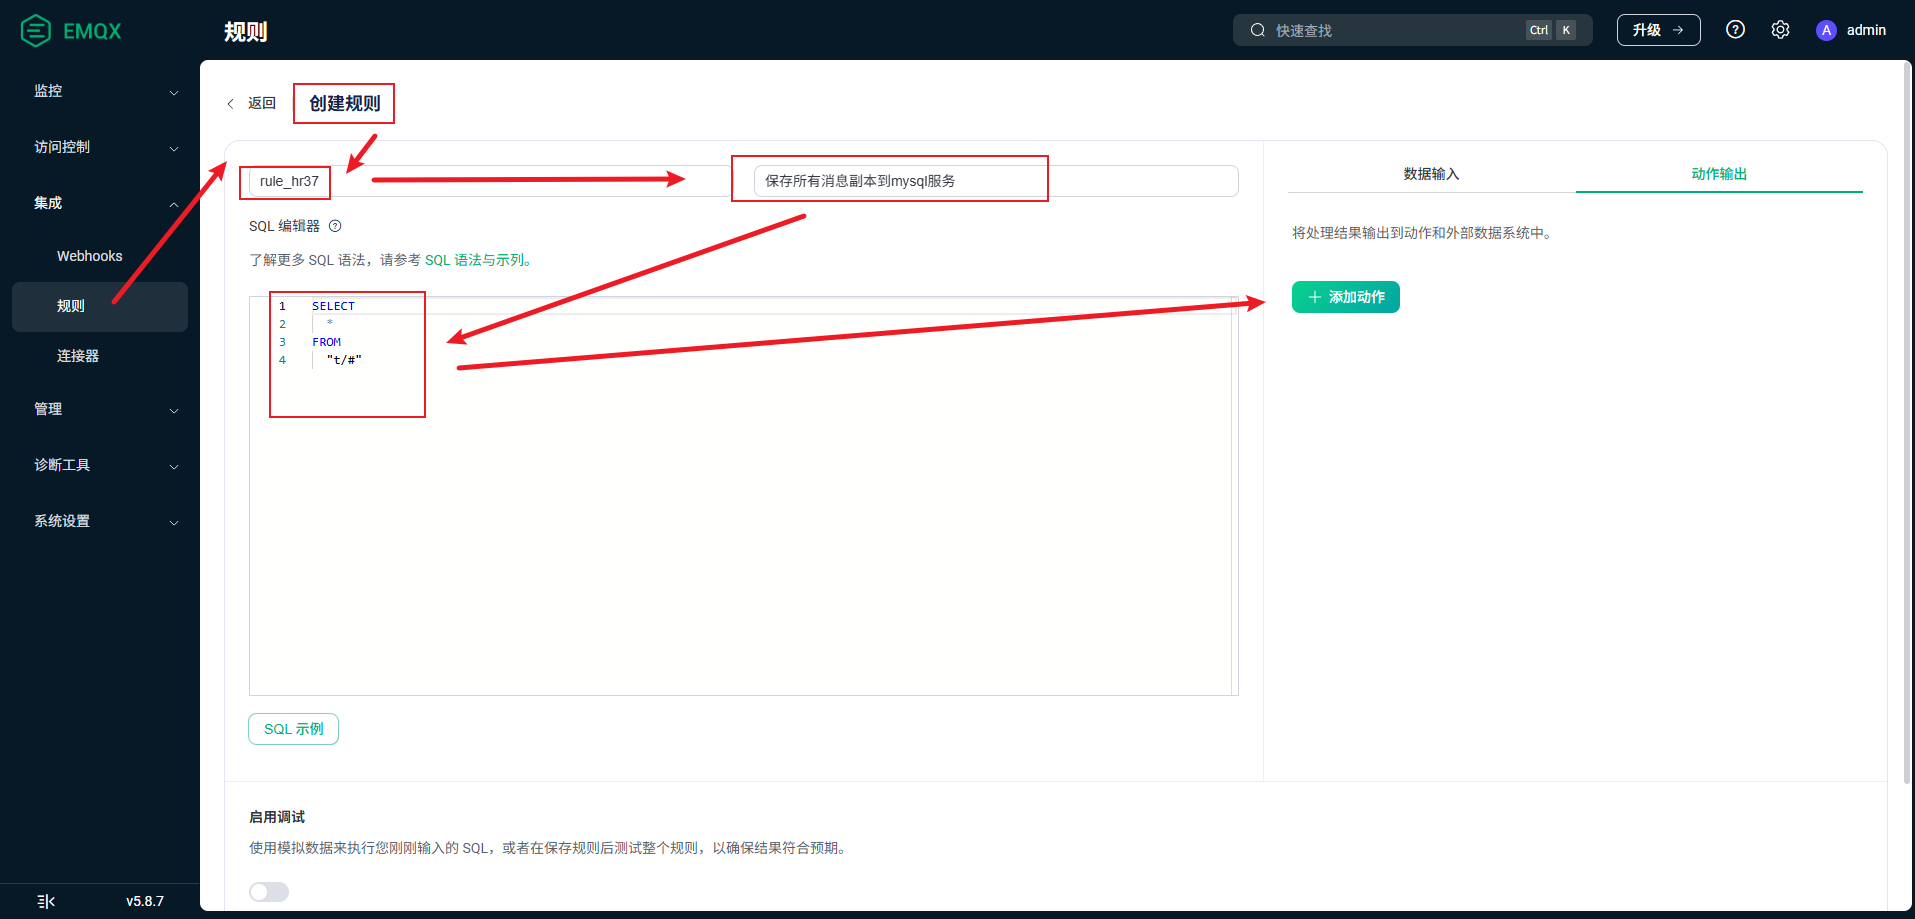 EMQX
规则
快速查找
Ctrl K
升级
A admin
监控
访问控制
集成
Webhooks
规则
连接器
管理
诊断工具
系统设置
v5.8.7
返回
创建规则
rule_hr37
保存所有消息副本到mysql服务
SQL 编辑器
了解更多 SQL 语法，请参考 SQL 语法与示例。
1 SELECT
2 *
3 FROM
4 "t/#"
SQL 示例
数据输入
动作输出
将处理结果输出到动作和外部数据系统中。
添加动作
启用调试
使用模拟数据来执行您刚刚输入的 SQL，或者在保存规则后测试整个规则，以确保结果符合预期。